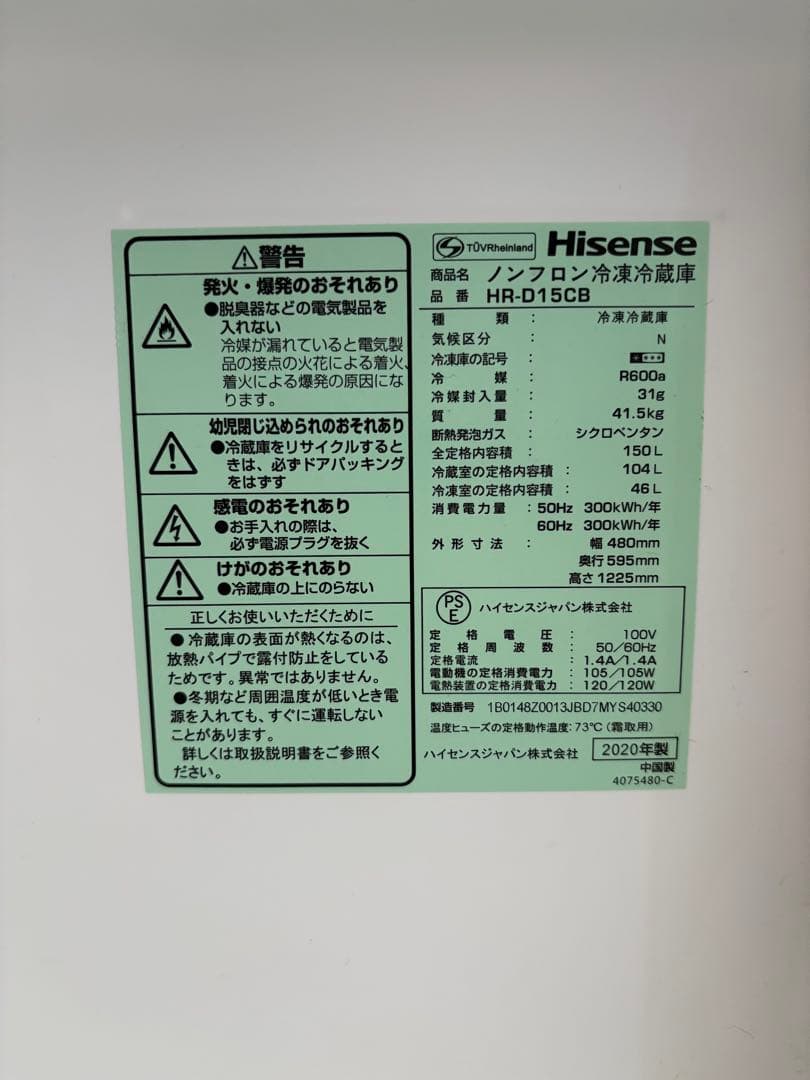 ⚠警告
発火・爆発のおそれあり
●脱臭器などの電気製品を
入れない
冷媒が漏れていると電気製
品の接点の火花による着火、
着火による爆発の原因にな
ります。
幼児閉じ込められのおそれあり
●冷蔵庫をリサイクルすると
きは、必ずドアパッキング
をはずす
感電のおそれあり
●お手入れの際は、
必ず電源プラグを抜く
けがのおそれあり
●冷蔵庫の上にのらない
正しくお使いいただくために
●冷蔵庫の表面が熱くなるのは、
放熱パイプで露付防止をしている
ためです。異常ではありません。
●冬期など周囲温度が低いとき電
源を入れても、すぐに運転しない
ことがあります。
詳しくは取扱説明書をご参照く
ださい。
TÜVRheinland Hisense
商品名 ノンフロン冷凍冷蔵庫
品番 HR-D15CB
種類： 冷凍冷蔵庫
気候区分： N
冷凍庫の記号：
冷媒： R600a
冷媒封入量： 31g
質量： 41.5kg
断熱発泡ガス： シクロペンタン
全定格内容積： 150L
冷蔵室の定格内容積： 104L
冷凍室の定格内容積： 46L
消費電力量：50Hz 300kWh/年
60Hz 300kWh/年
外形寸法： 幅480mm
奥行595mm
高さ1225mm
PSE ハイセンスジャパン株式会社
定格電圧： 100V
定格周波数： 50/60Hz
定格電流： 1.4A/1.4A
電動機の定格消費電力：105/105W
電熱装置の定格消費電力：120/120W
製造番号 1B0148Z0013JBD7MYS40330
温度ヒューズの定格動作温度：73℃（霜取用）
ハイセンスジャパン株式会社 2020年製
中国製
4075480-C